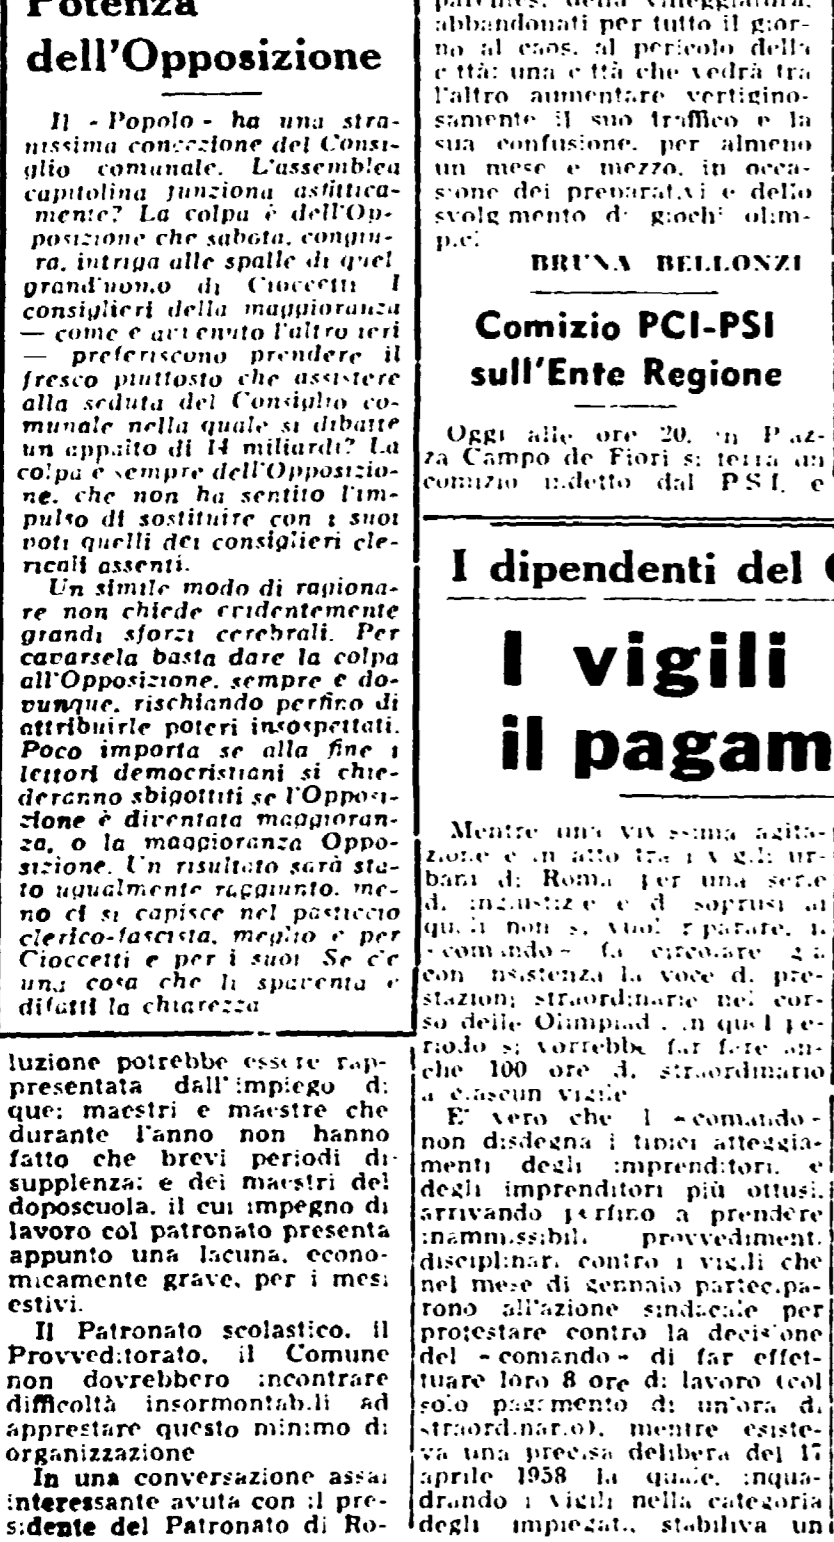 Potenza
dell'Opposizione
Il - Popolo - ha una stra-
nissima concezione del Consi-
glio comunale. L'assemblea
capitolina funziona asfittica-
mente? La colpa è dell'Op-
posizione che sabota, congiu-
ra, intriga alle spalle di quel
grand'uomo di Cioccetti I
consiglieri della maggioranza
— come è avvenuto l'altro ieri
— preferiscono prendere il
fresco piuttosto che assistere
alla seduta del Consiglio co-
munale nella quale si dibatte
un appalto di 14 miliardi? La
colpa è sempre dell'Opposizio-
ne, che non ha sentito l'im-
pulso di sostituire con i suoi
voti quelli dei consiglieri cle-
ricali assenti.
Un simile modo di ragiona-
re non chiede evidentemente
grandi sforzi cerebrali. Per
cavarsela basta dare la colpa
all'Opposizione, sempre e do-
vunque, rischiando perfino di
attribuirle poteri insospettati.
Poco importa se alla fine i
lettori democristiani si chie-
deranno sbigottiti se l'Opposi-
zione è diventata maggioran-
za, o la maggioranza Oppo-
sizione. Un risultato sarà sta-
to ugualmente raggiunto, me-
no ci si capisce nel pasticcio
clerico-fascista, meglio è per
Cioccetti e per i suoi Se c'è
una cosa che li spaventa è
difatti la chiarezza
luzione potrebbe essere rap-
presentata dall'impiego di
quei maestri e maestre che
durante l'anno non hanno
fatto che brevi periodi di
supplenza; e dei maestri del
doposcuola, il cui impegno di
lavoro col patronato presenta
appunto una lacuna, econo-
micamente grave, per i mesi
estivi.
Il Patronato scolastico, il
Provveditorato, il Comune
non dovrebbero incontrare
difficoltà insormontabili ad
apprestare questo minimo di
organizzazione
In una conversazione assai
interessante avuta con il pre-
sidente del Patronato di Ro-
abbandonati per tutto il gior-
no al caos, al pericolo della
città: una città che vedrà tra
l'altro aumentare vertigino-
samente il suo traffico e la
sua confusione, per almeno
un mese e mezzo, in occa-
sione dei preparativi e dello
svolgimento di giochi olim-
pici
BRUNA BELLONZI
Comizio PCI-PSI
sull'Ente Regione
Oggi alle ore 20, in Piaz-
za Campo de Fiori si terrà un
comizio indetto dal PSI e
I dipendenti del
I vigili
il pagam
Mentre una vivissima agita-
zione è in atto tra i vigili ur-
bani di Roma per una serie
di ingiustizie e di soprusi ai
quali non si vuol riparare, il
- comando - fa circolare già
con insistenza la voce di pre-
stazioni straordinarie nel cor-
so delle Olimpiadi. In quel pe-
riodo si vorrebbe far fare an-
che 100 ore di straordinario
a ciascun vigile
E' vero che il - comando -
non disdegna i tipici atteggia-
menti degli imprenditori, e
degli imprenditori più ottusi,
arrivando perfino a prendere
inammissibili provvedimenti
disciplinari contro i vigili che
nel mese di gennaio partecipa-
rono all'azione sindacale per
protestare contro la decisione
del - comando - di far effet-
tuare loro 8 ore di lavoro (col
solo pagamento di un'ora di
straordinario), mentre esiste-
va una precisa delibera del 17
aprile 1958 la quale, inqua-
drando i vigili nella categoria
degli impiegati, stabiliva un